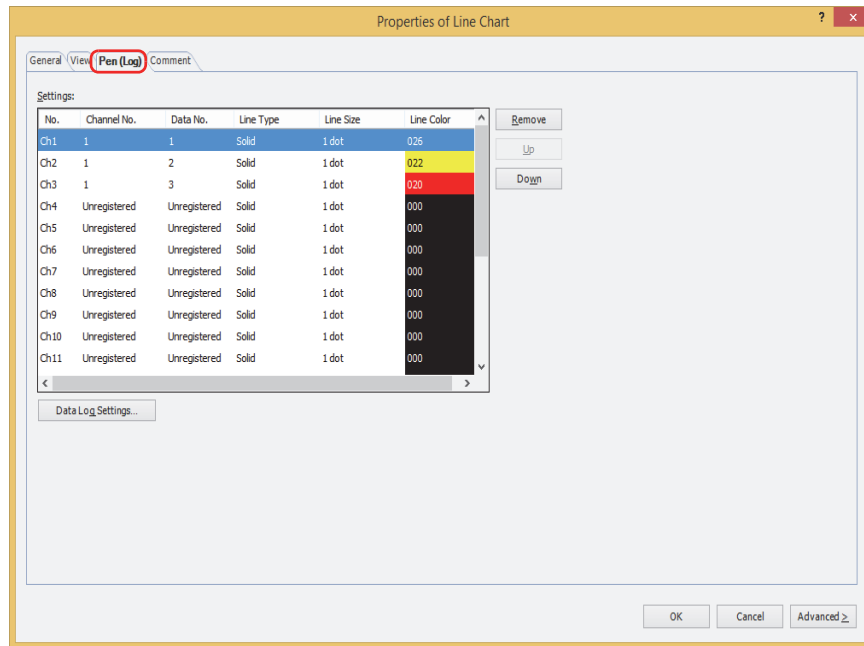 Properties of Line Chart
? ×
General View Pen (Log) Comment
Settings:
No. Channel No. Data No. Line Type Line Size Line Color
Ch1 1 1 Solid 1 dot 026
Ch2 1 2 Solid 1 dot 022
Ch3 1 3 Solid 1 dot 020
Ch4 Unregistered Unregistered Solid 1 dot 000
Ch5 Unregistered Unregistered Solid 1 dot 000
Ch6 Unregistered Unregistered Solid 1 dot 000
Ch7 Unregistered Unregistered Solid 1 dot 000
Ch8 Unregistered Unregistered Solid 1 dot 000
Ch9 Unregistered Unregistered Solid 1 dot 000
Ch10 Unregistered Unregistered Solid 1 dot 000
Ch11 Unregistered Unregistered Solid 1 dot 000
Remove
Up
Down
Data Log Settings...
OK Cancel Advanced >